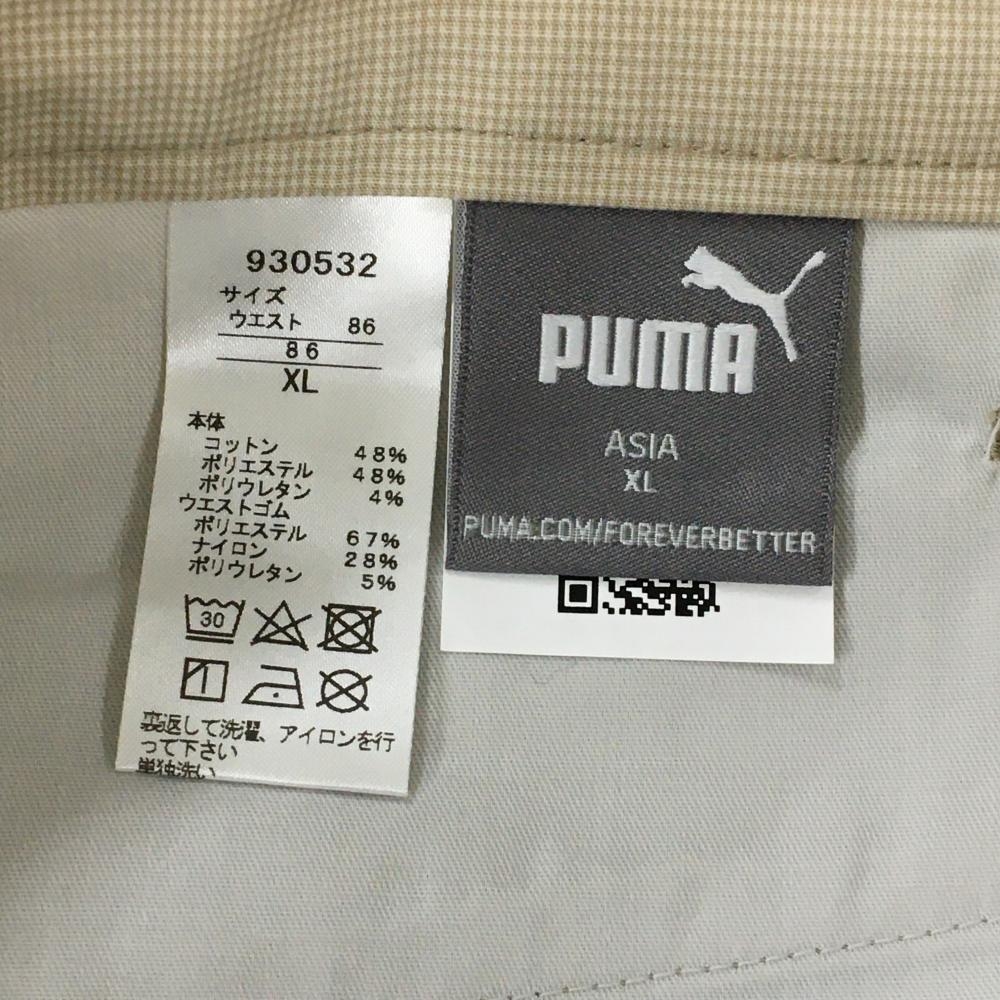 930532
サイズ
ウエスト 86
86
XL
本体
コットン 48%
ポリエステル 48%
ポリウレタン 4%
ウエストゴム
ポリエステル 67%
ナイロン 28%
ポリウレタン 5%
30
裏返して洗濯、アイロンを行
って下さい
単独洗い
PUMA
ASIA
XL
PUMA.COM/FOREVERBETTER